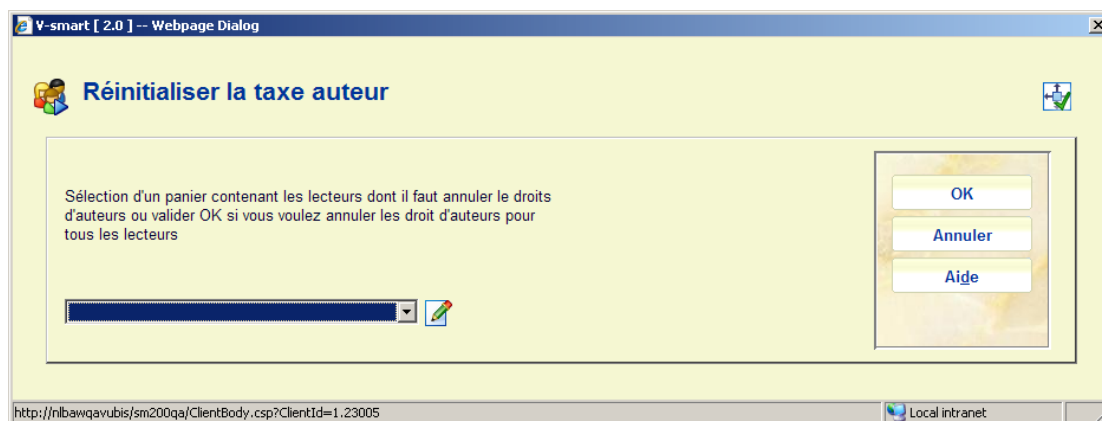 V-smart [ 2.0 ] -- Webpage Dialog
Réinitialiser la taxe auteur
Sélection d'un panier contenant les lecteurs dont il faut annuler le droits
d'auteurs ou valider OK si vous voulez annuler les droit d'auteurs pour
tous les lecteurs
OK
Annuler
Aide
http://nlbawqavubis/sm200qa/ClientBody.csp?ClientId=1.23005
Local intranet